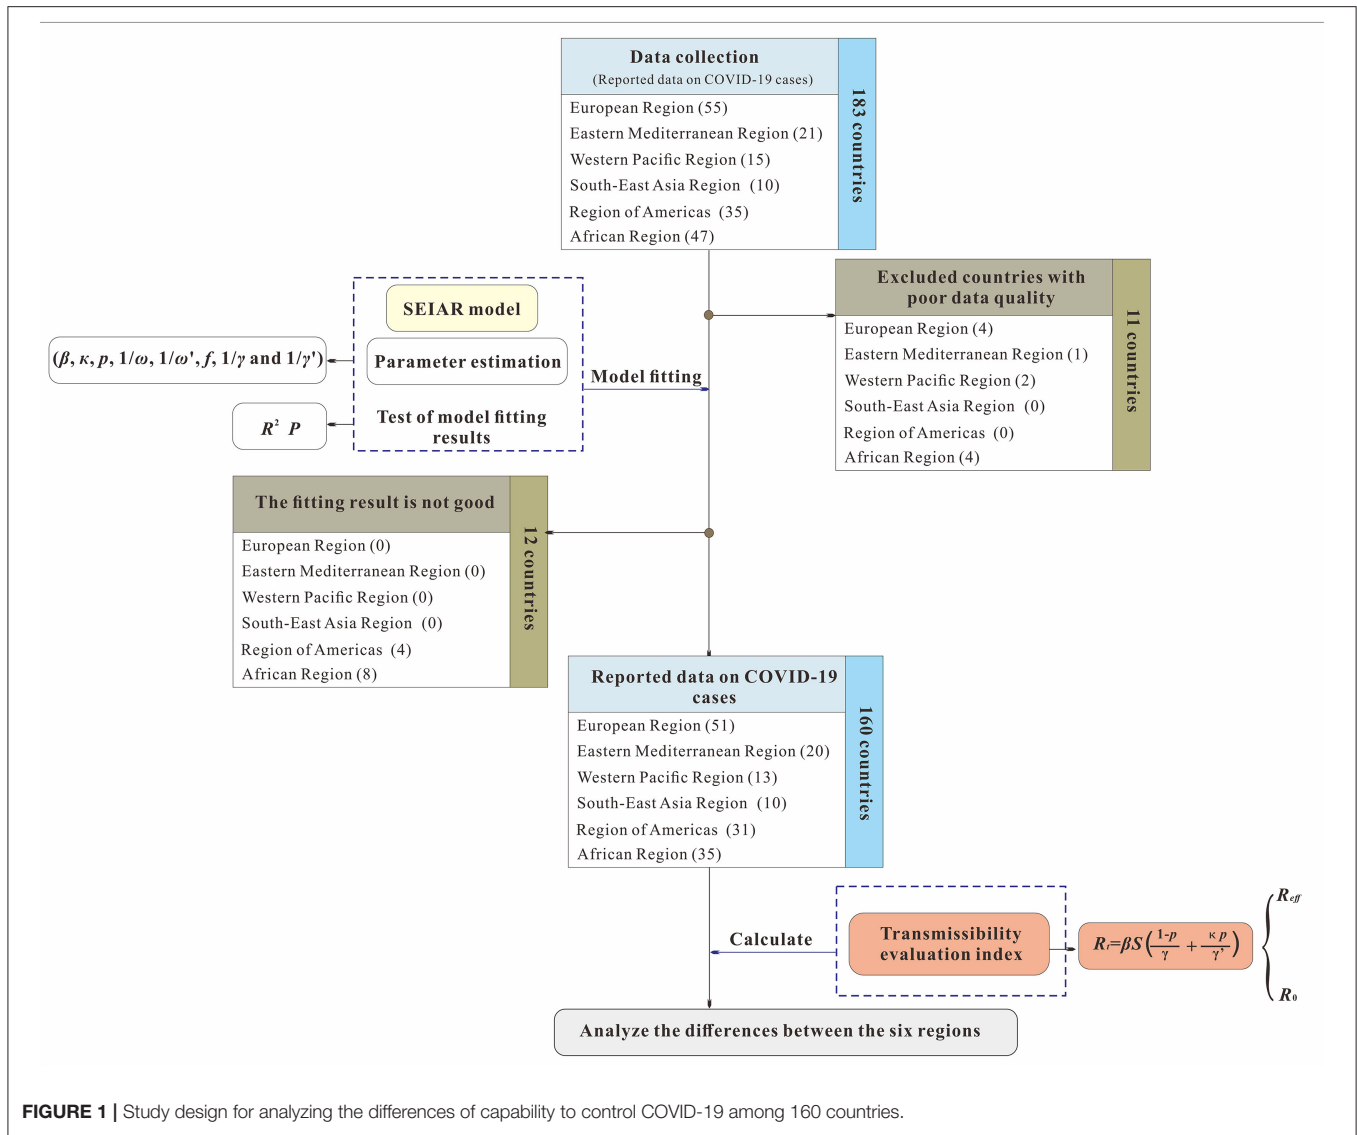 Data collection
(Reported data on COVID-19 cases)
European Region (55)
Eastern Mediterranean Region (21)
Western Pacific Region (15)
South-East Asia Region (10)
Region of Americas (35)
African Region (47)
183 countries
Excluded countries with
poor data quality
European Region (4)
Eastern Mediterranean Region (1)
Western Pacific Region (2)
South-East Asia Region (0)
Region of Americas (0)
African Region (4)
11 countries
SEIAR model
Parameter estimation
Test of model fitting
results
(β, κ, p, 1/ω, 1/ω', f, 1/γ and 1/γ')
R² P
Model fitting
The fitting result is not good
European Region (0)
Eastern Mediterranean Region (0)
Western Pacific Region (0)
South-East Asia Region (0)
Region of Americas (4)
African Region (8)
12 countries
Reported data on COVID-19
cases
European Region (51)
Eastern Mediterranean Region (20)
Western Pacific Region (13)
South-East Asia Region (10)
Region of Americas (31)
African Region (35)
160 countries
Calculate
Transmissibility
evaluation index
Rₜ=βS(1-p/γ + κp/γ')
R eff
R₀
Analyze the differences between the six regions
FIGURE 1 | Study design for analyzing the differences of capability to control COVID-19 among 160 countries.